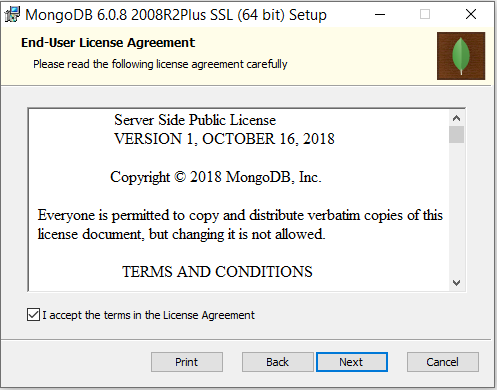 MongoDB 6.0.8 2008R2Plus SSL (64 bit) Setup
End-User License Agreement
Please read the following license agreement carefully
Server Side Public License
VERSION 1, OCTOBER 16, 2018
Copyright © 2018 MongoDB, Inc.
Everyone is permitted to copy and distribute verbatim copies of this
license document, but changing it is not allowed.
TERMS AND CONDITIONS
I accept the terms in the License Agreement
Print
Back
Next
Cancel